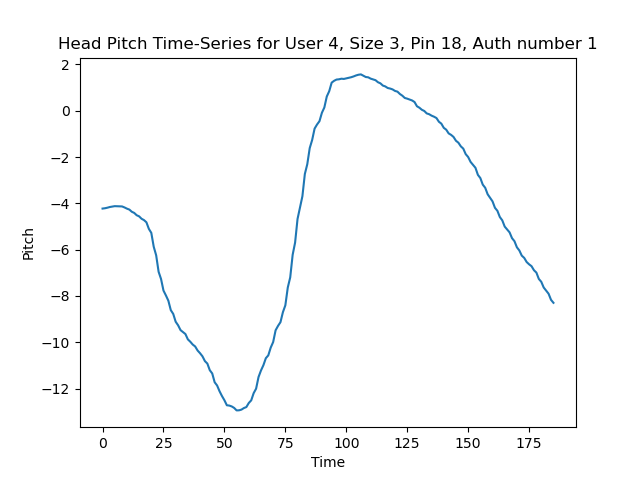 Head Pitch Time-Series for User 4, Size 3, Pin 18, Auth number 1
2
0
−2
−4
−6
−8
−10
−12
Pitch
0 25 50 75 100 125 150 175
Time